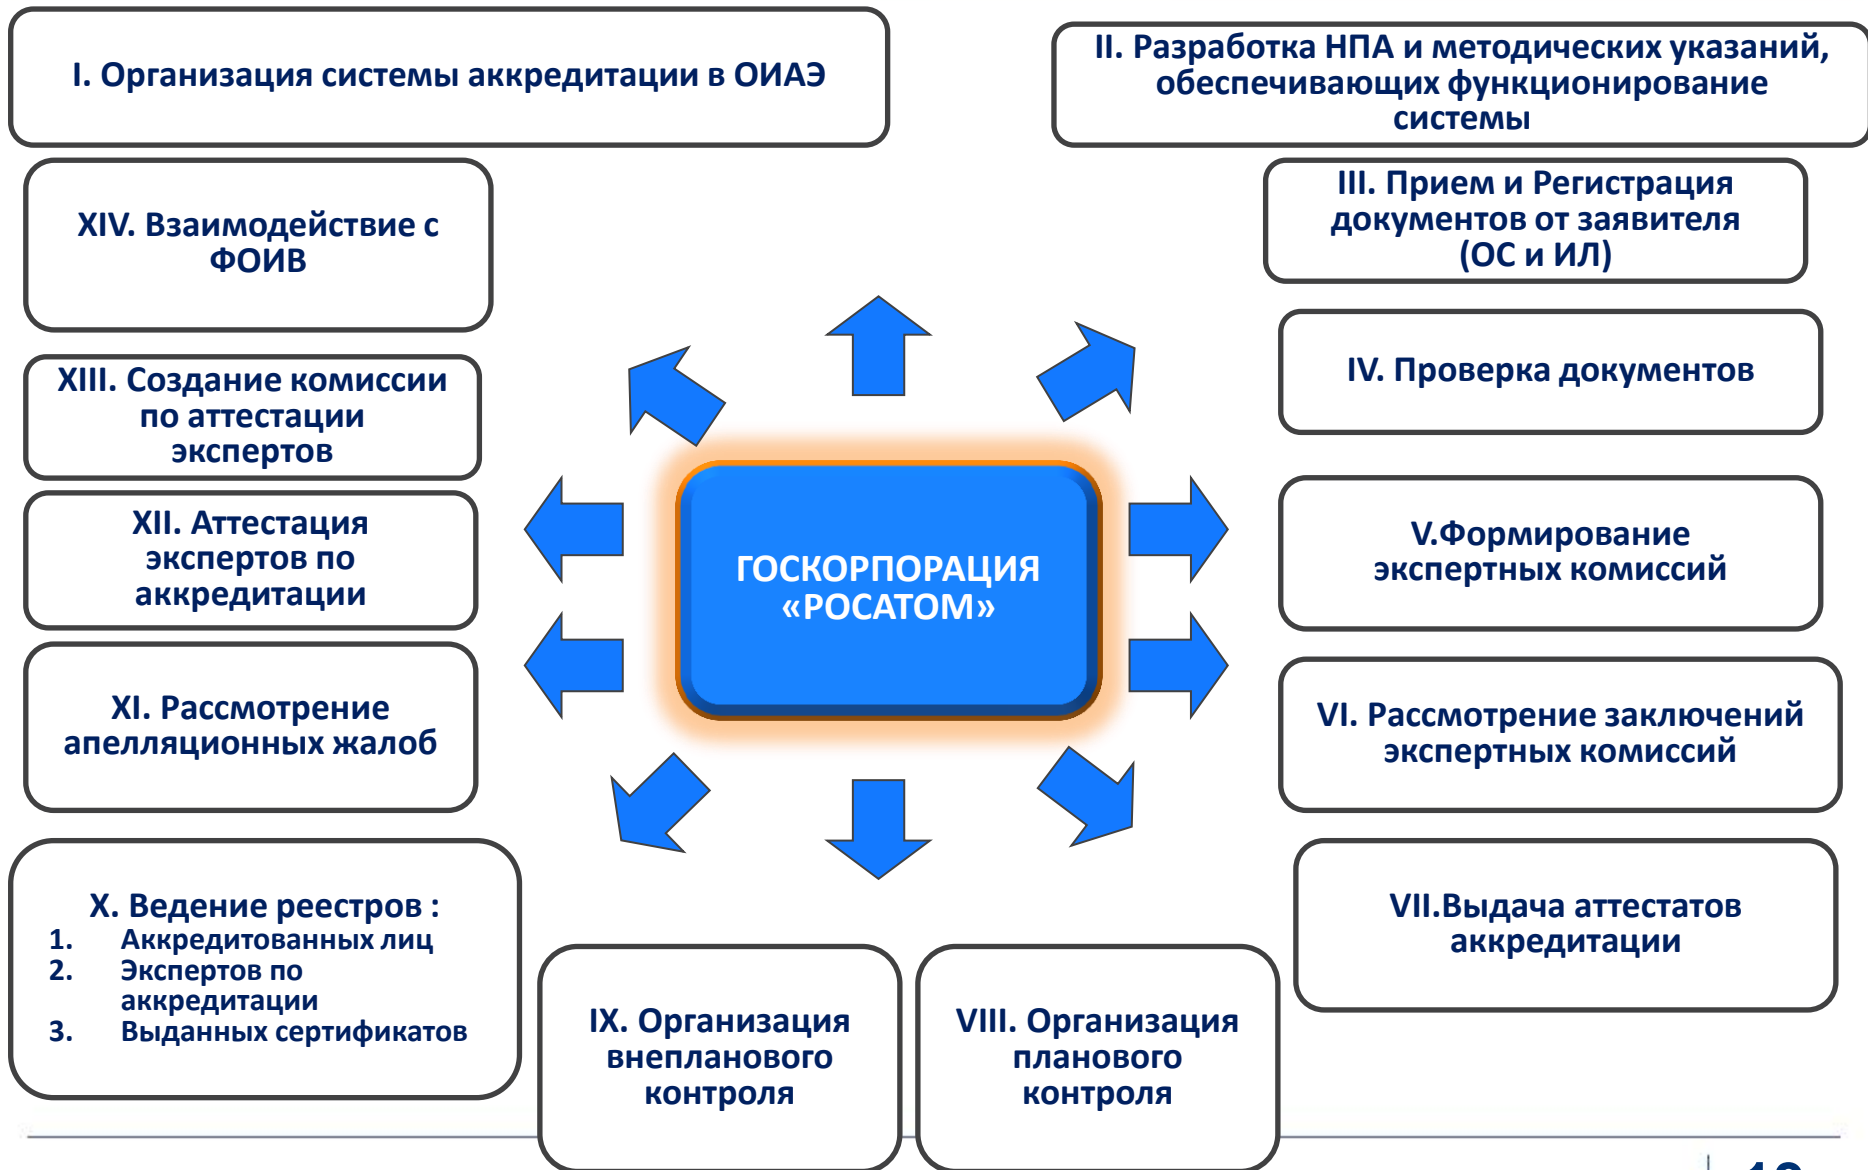 I. Организация системы аккредитации в ОИАЭ
II. Разработка НПА и методических указаний,
обеспечивающих функционирование
системы
III. Прием и Регистрация
документов от заявителя
(ОС и ИЛ)
IV. Проверка документов
V.Формирование
экспертных комиссий
VI. Рассмотрение заключений
экспертных комиссий
VII.Выдача аттестатов
аккредитации
VIII. Организация
планового
контроля
IX. Организация
внепланового
контроля
X. Ведение реестров :
1. Аккредитованных лиц
2. Экспертов по
аккредитации
3. Выданных сертификатов
XI. Рассмотрение
апелляционных жалоб
XII. Аттестация
экспертов по
аккредитации
XIII. Создание комиссии
по аттестации
экспертов
XIV. Взаимодействие с
ФОИВ
ГОСКОРПОРАЦИЯ
«РОСАТОМ»